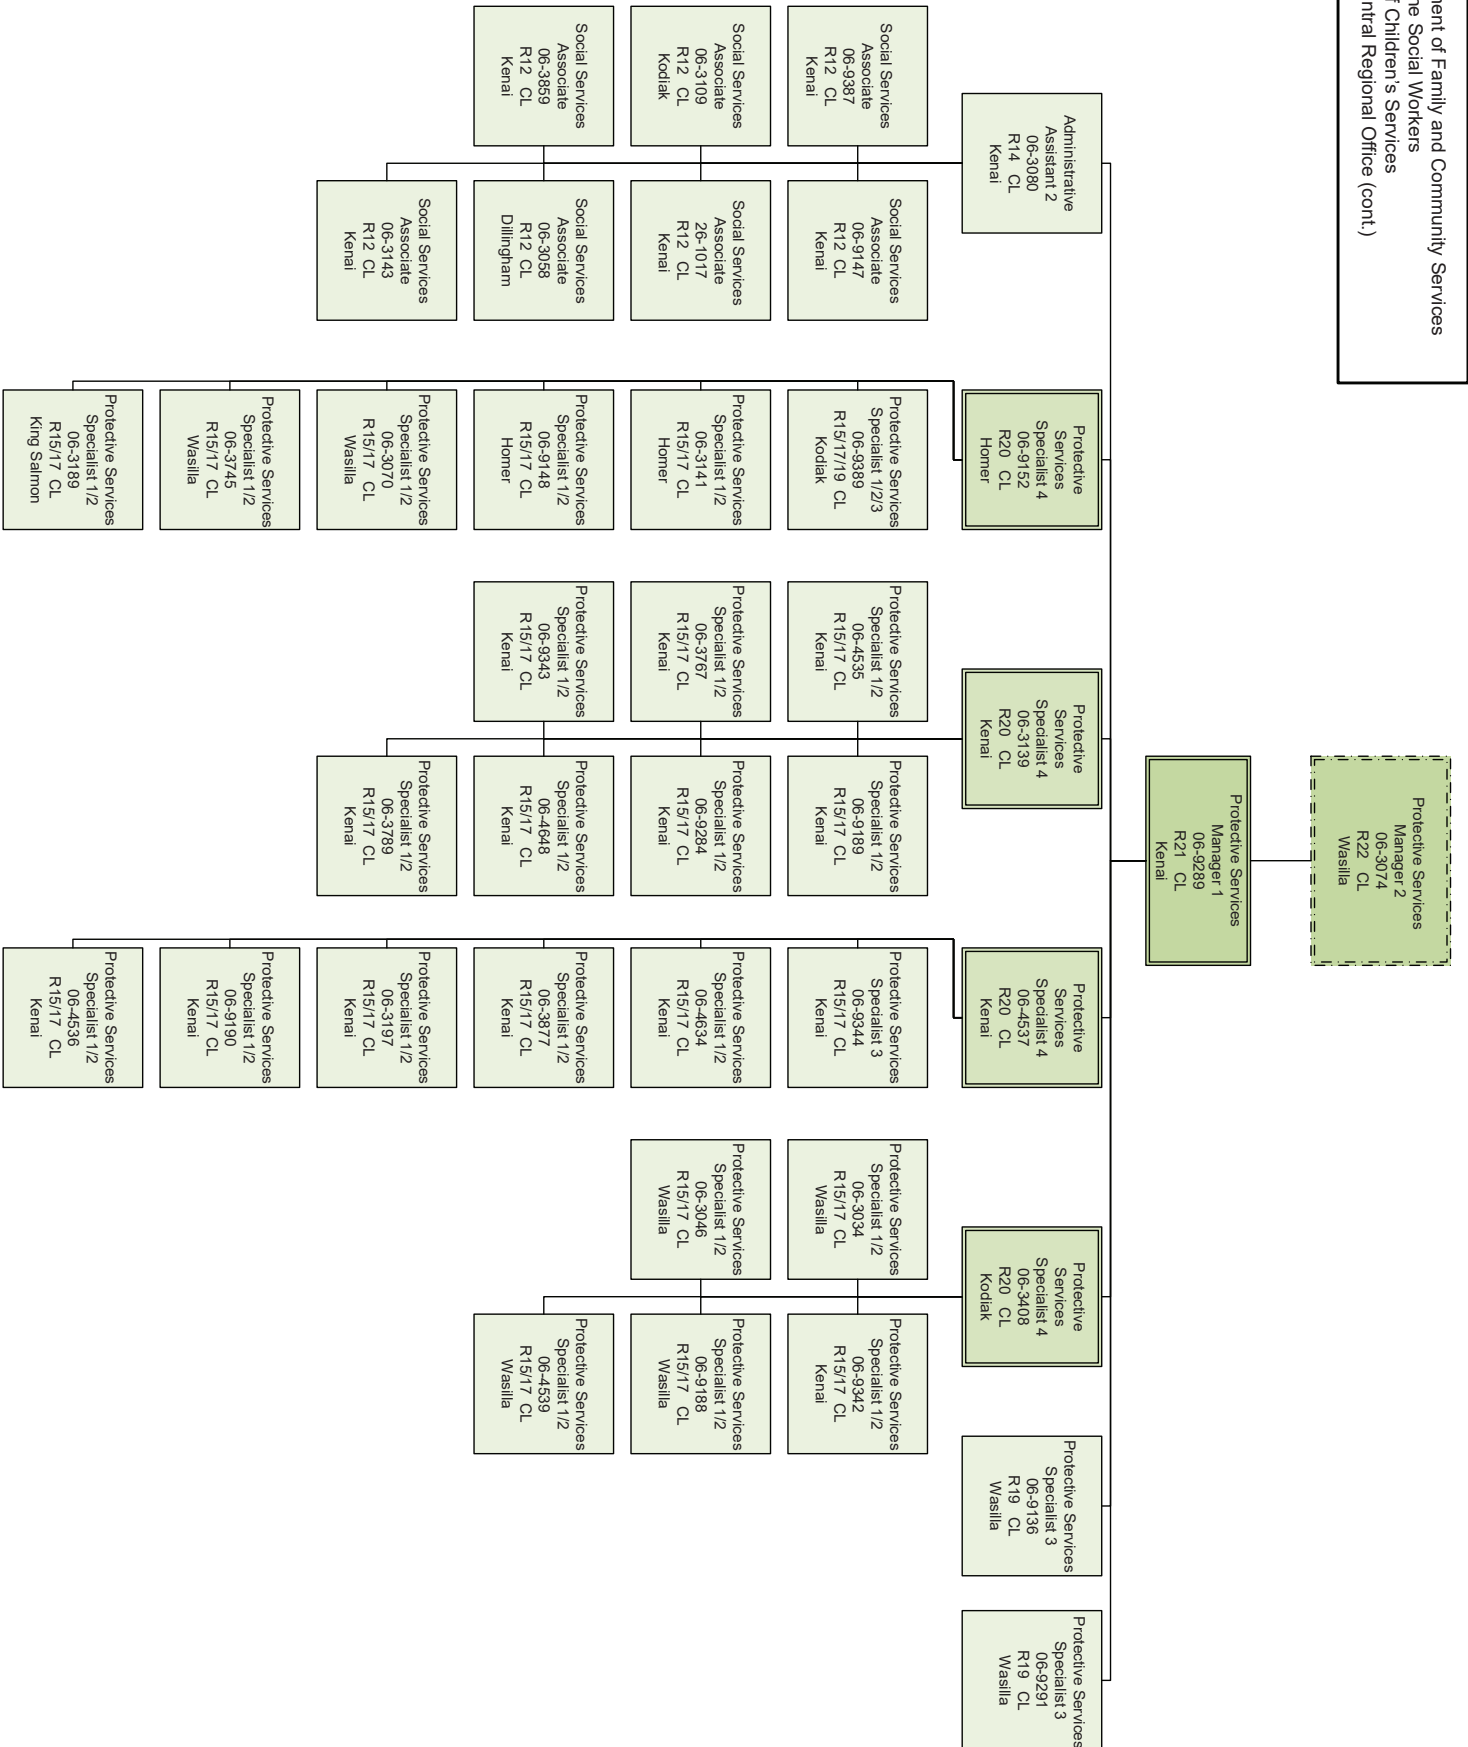 ment of Family and Community Services
ne Social Workers
f Children's Services
ntral Regional Office (cont.)
Protective Services
Manager 2
06-3074
R22 CL
Wasilla
Protective Services
Manager 1
06-9289
R21 CL
Kenai
Administrative
Assistant 2
06-3080
R14 CL
Kenai
Protective
Services
Specialist 4
06-9152
R20 CL
Homer
Protective
Services
Specialist 4
06-3139
R20 CL
Kenai
Protective
Services
Specialist 4
06-4537
R20 CL
Kenai
Protective
Services
Specialist 4
06-3408
R20 CL
Kodiak
Protective Services
Specialist 3
06-9136
R19 CL
Wasilla
Protective Services
Specialist 3
06-9291
R19 CL
Wasilla
Social Services
Associate
06-9387
R12 CL
Kenai
Social Services
Associate
06-9147
R12 CL
Kenai
Protective Services
Specialist 1/2/3
06-9389
R15/17/19 CL
Kodiak
Protective Services
Specialist 1/2
06-4535
R15/17 CL
Kenai
Protective Services
Specialist 1/2
06-9189
R15/17 CL
Kenai
Protective Services
Specialist 3
06-9344
R15/17 CL
Kenai
Protective Services
Specialist 1/2
06-3034
R15/17 CL
Wasilla
Protective Services
Specialist 1/2
06-9342
R15/17 CL
Kenai
Social Services
Associate
06-3109
R12 CL
Kodiak
Social Services
Associate
26-1017
R12 CL
Kenai
Protective Services
Specialist 1/2
06-3141
R15/17 CL
Homer
Protective Services
Specialist 1/2
06-3767
R15/17 CL
Kenai
Protective Services
Specialist 1/2
06-9284
R15/17 CL
Kenai
Protective Services
Specialist 1/2
06-4634
R15/17 CL
Kenai
Protective Services
Specialist 1/2
06-3046
R15/17 CL
Wasilla
Protective Services
Specialist 1/2
06-9188
R15/17 CL
Wasilla
Social Services
Associate
06-3859
R12 CL
Kenai
Social Services
Associate
06-3058
R12 CL
Dillingham
Protective Services
Specialist 1/2
06-9148
R15/17 CL
Homer
Protective Services
Specialist 1/2
06-9343
R15/17 CL
Kenai
Protective Services
Specialist 1/2
06-4648
R15/17 CL
Kenai
Protective Services
Specialist 1/2
06-3877
R15/17 CL
Kenai
Protective Services
Specialist 1/2
06-4539
R15/17 CL
Wasilla
Social Services
Associate
06-3143
R12 CL
Kenai
Protective Services
Specialist 1/2
06-3070
R15/17 CL
Wasilla
Protective Services
Specialist 1/2
06-3789
R15/17 CL
Kenai
Protective Services
Specialist 1/2
06-3197
R15/17 CL
Kenai
Protective Services
Specialist 1/2
06-3745
R15/17 CL
Wasilla
Protective Services
Specialist 1/2
06-9190
R15/17 CL
Kenai
Protective Services
Specialist 1/2
06-3189
R15/17 CL
King Salmon
Protective Services
Specialist 1/2
06-4536
R15/17 CL
Kenai